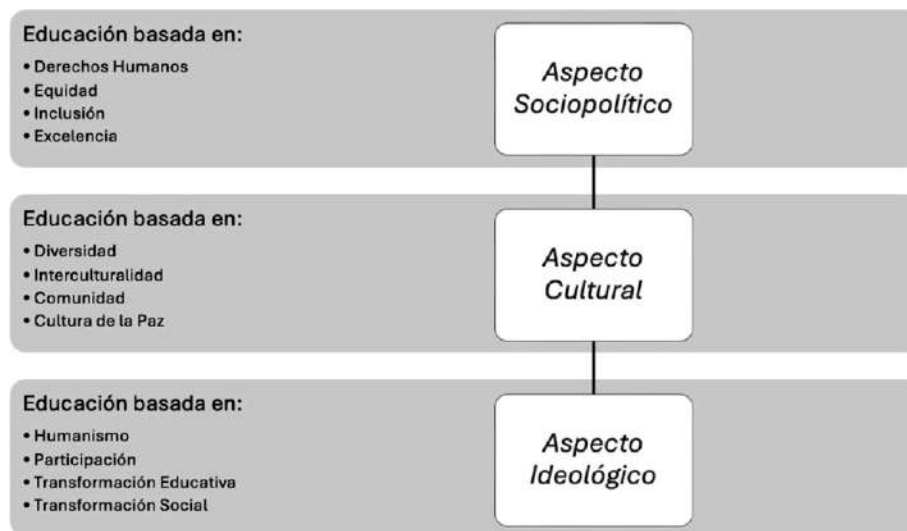 Educación basada en:
• Derechos Humanos
• Equidad
• Inclusión
• Excelencia
Aspecto
Sociopolítico
Educación basada en:
• Diversidad
• Interculturalidad
• Comunidad
• Cultura de la Paz
Aspecto
Cultural
Educación basada en:
• Humanismo
• Participación
• Transformación Educativa
• Transformación Social
Aspecto
Ideológico